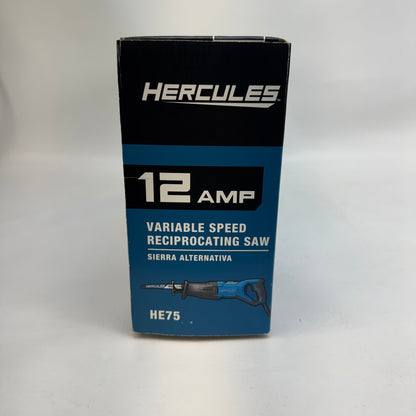 HERCULES
12 AMP
VARIABLE SPEED
RECIPROCATING SAW
SIERRA ALTERNATIVA
HE75